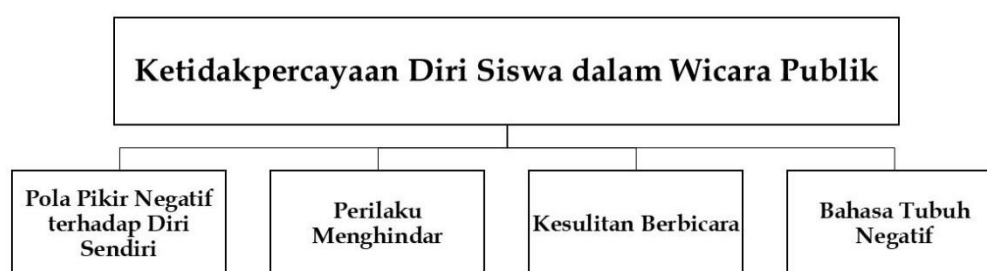 Ketidakpercayaan Diri Siswa dalam Wicara Publik
Pola Pikir Negatif
terhadap Diri
Sendiri
Perilaku
Menghindar
Kesulitan Berbicara
Bahasa Tubuh
Negatif